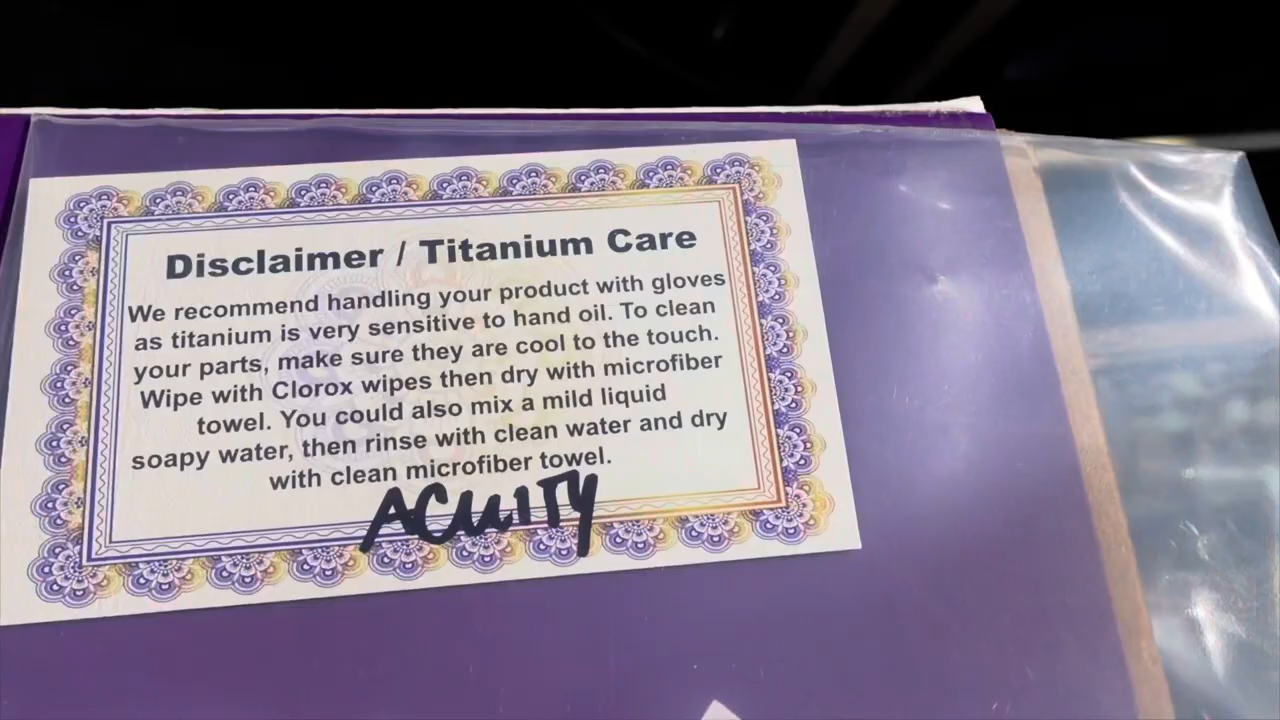 Disclaimer / Titanium Care
We recommend handling your product with gloves
as titanium is very sensitive to hand oil. To clean
your parts, make sure they are cool to the touch.
Wipe with Clorox wipes then dry with microfiber
towel. You could also mix a mild liquid
soapy water, then rinse with clean water and dry
with clean microfiber towel.
ACUITY